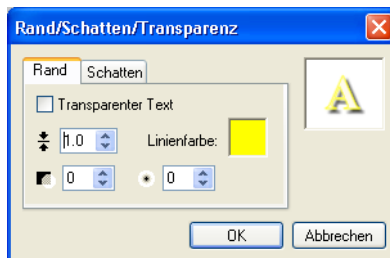 Rand/Schatten/Transparenz
Rand Schatten
Transparenter Text
1.0 Linienfarbe:
0 0
A
OK Abbrechen